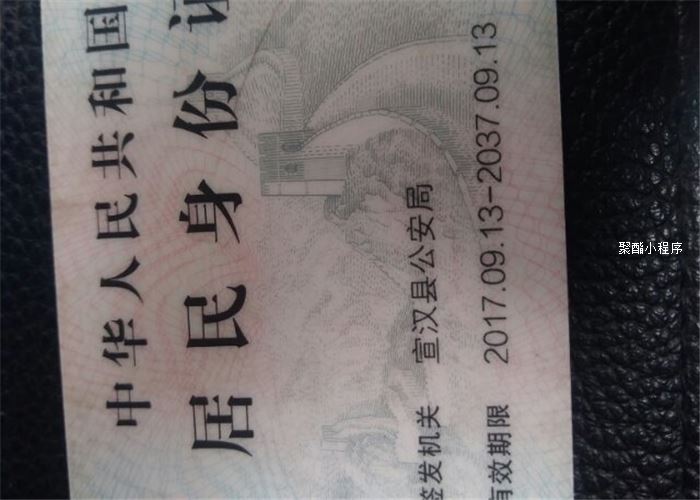 中华人民共和国
居民身份证
签发机关 宣汉县公安局
有效期限 2017.09.13-2037.09.13
聚酯小程序